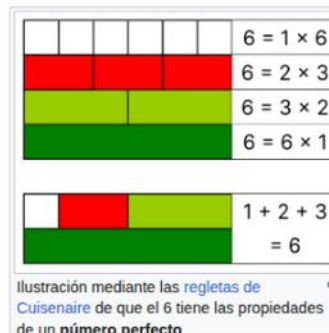 6 = 1 × 6
6 = 2 × 3
6 = 3 × 2
6 = 6 × 1
1 + 2 + 3
= 6
Ilustración mediante las regletas de
Cuisenaire de que el 6 tiene las propiedades
de un número perfecto